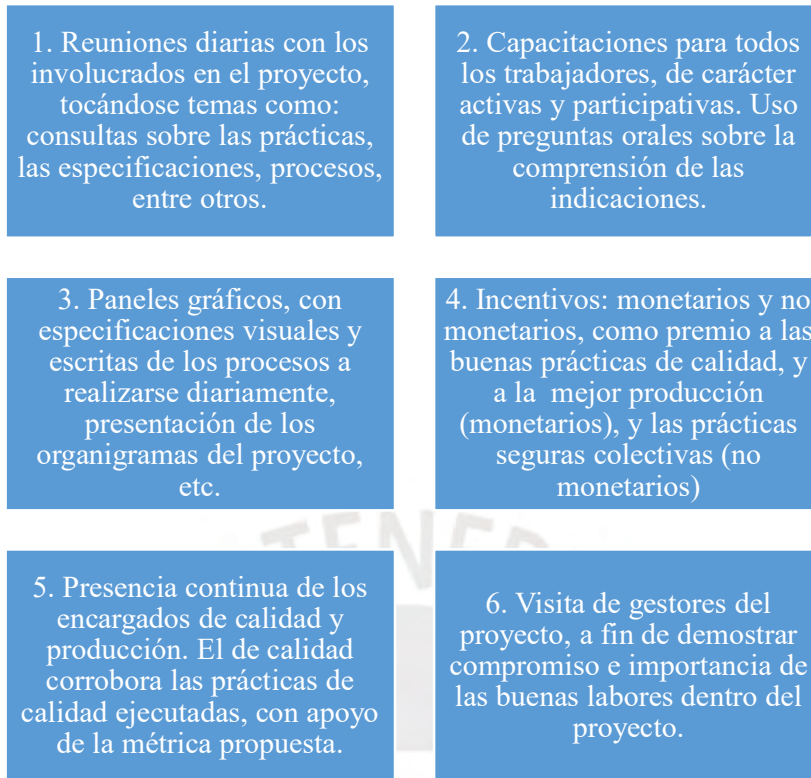 1. Reuniones diarias con los
involucrados en el proyecto,
tocándose temas como:
consultas sobre las prácticas,
las especificaciones, procesos,
entre otros.
2. Capacitaciones para todos
los trabajadores, de carácter
activas y participativas. Uso
de preguntas orales sobre la
comprensión de las
indicaciones.
3. Paneles gráficos, con
especificaciones visuales y
escritas de los procesos a
realizarse diariamente,
presentación de los
organigramas del proyecto,
etc.
4. Incentivos: monetarios y no
monetarios, como premio a las
buenas prácticas de calidad, y
a la mejor producción
(monetarios), y las prácticas
seguras colectivas (no
monetarios)
TENEB
5. Presencia continua de los
encargados de calidad y
producción. El de calidad
corrobora las prácticas de
calidad ejecutadas, con apoyo
de la métrica propuesta.
6. Visita de gestores del
proyecto, a fin de demostrar
compromiso e importancia de
las buenas labores dentro del
proyecto.